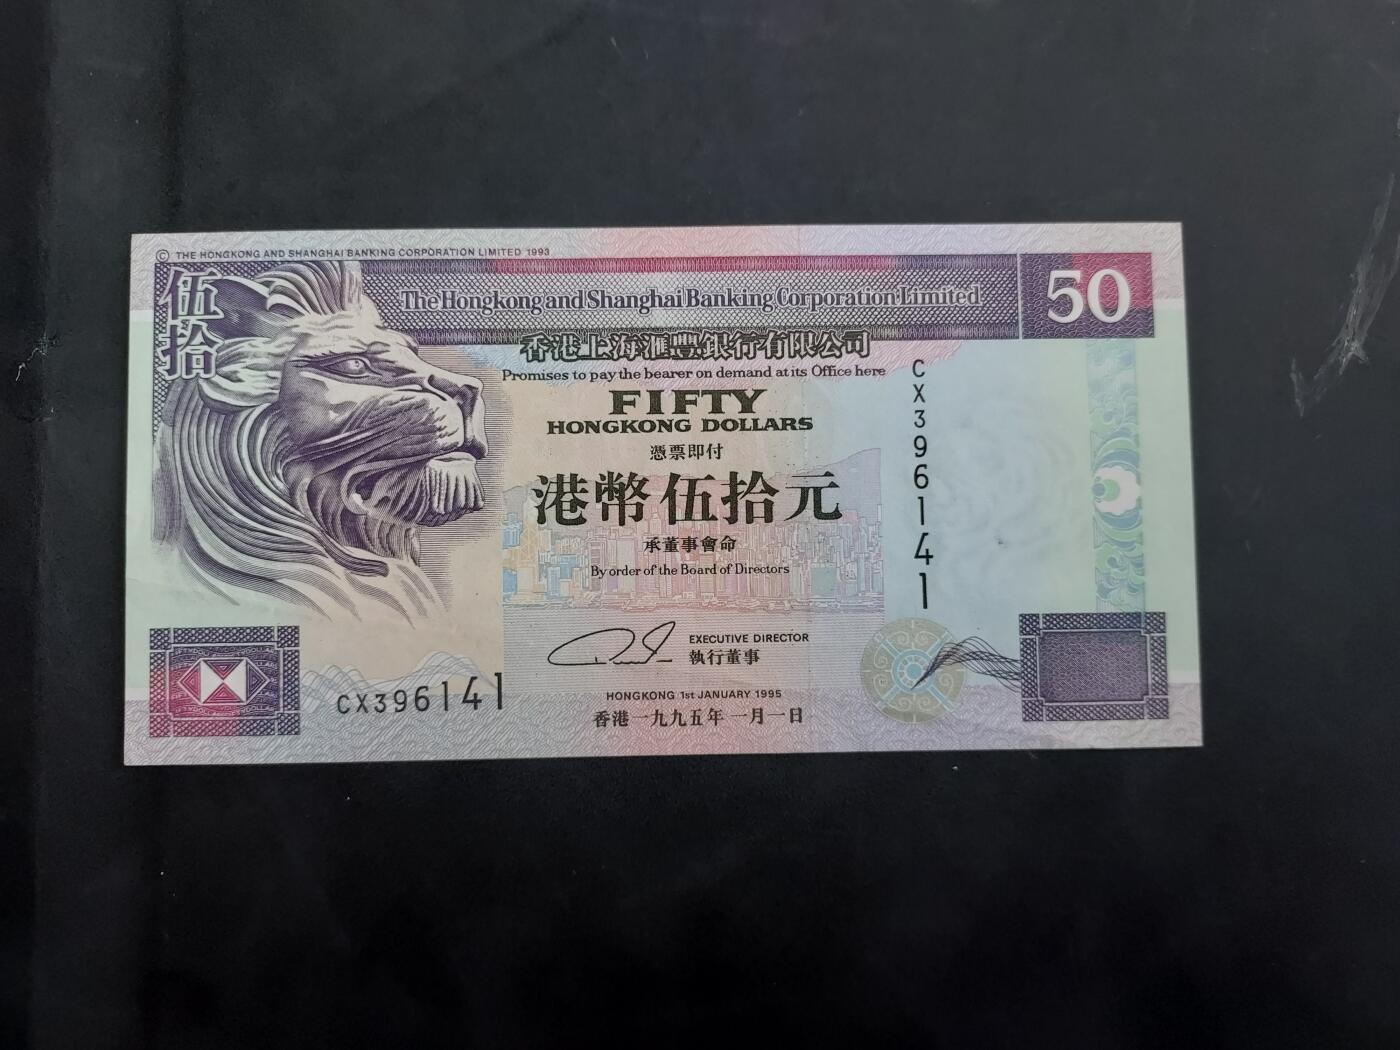 © THE HONGKONG AND SHANGHAI BANKING CORPORATION LIMITED 1993
伍拾
The Hongkong and Shanghai Banking Corporation Limited
50
香港上海滙豐銀行有限公司
Promises to pay the bearer on demand at its Office here
FIFTY
HONGKONG DOLLARS
憑票即付
港幣伍拾元
承董事會命
By order of the Board of Directors
CX396141
EXECUTIVE DIRECTOR
執行董事
CX396141
HONGKONG 1st JANUARY 1995
香港一九九五年一月一日